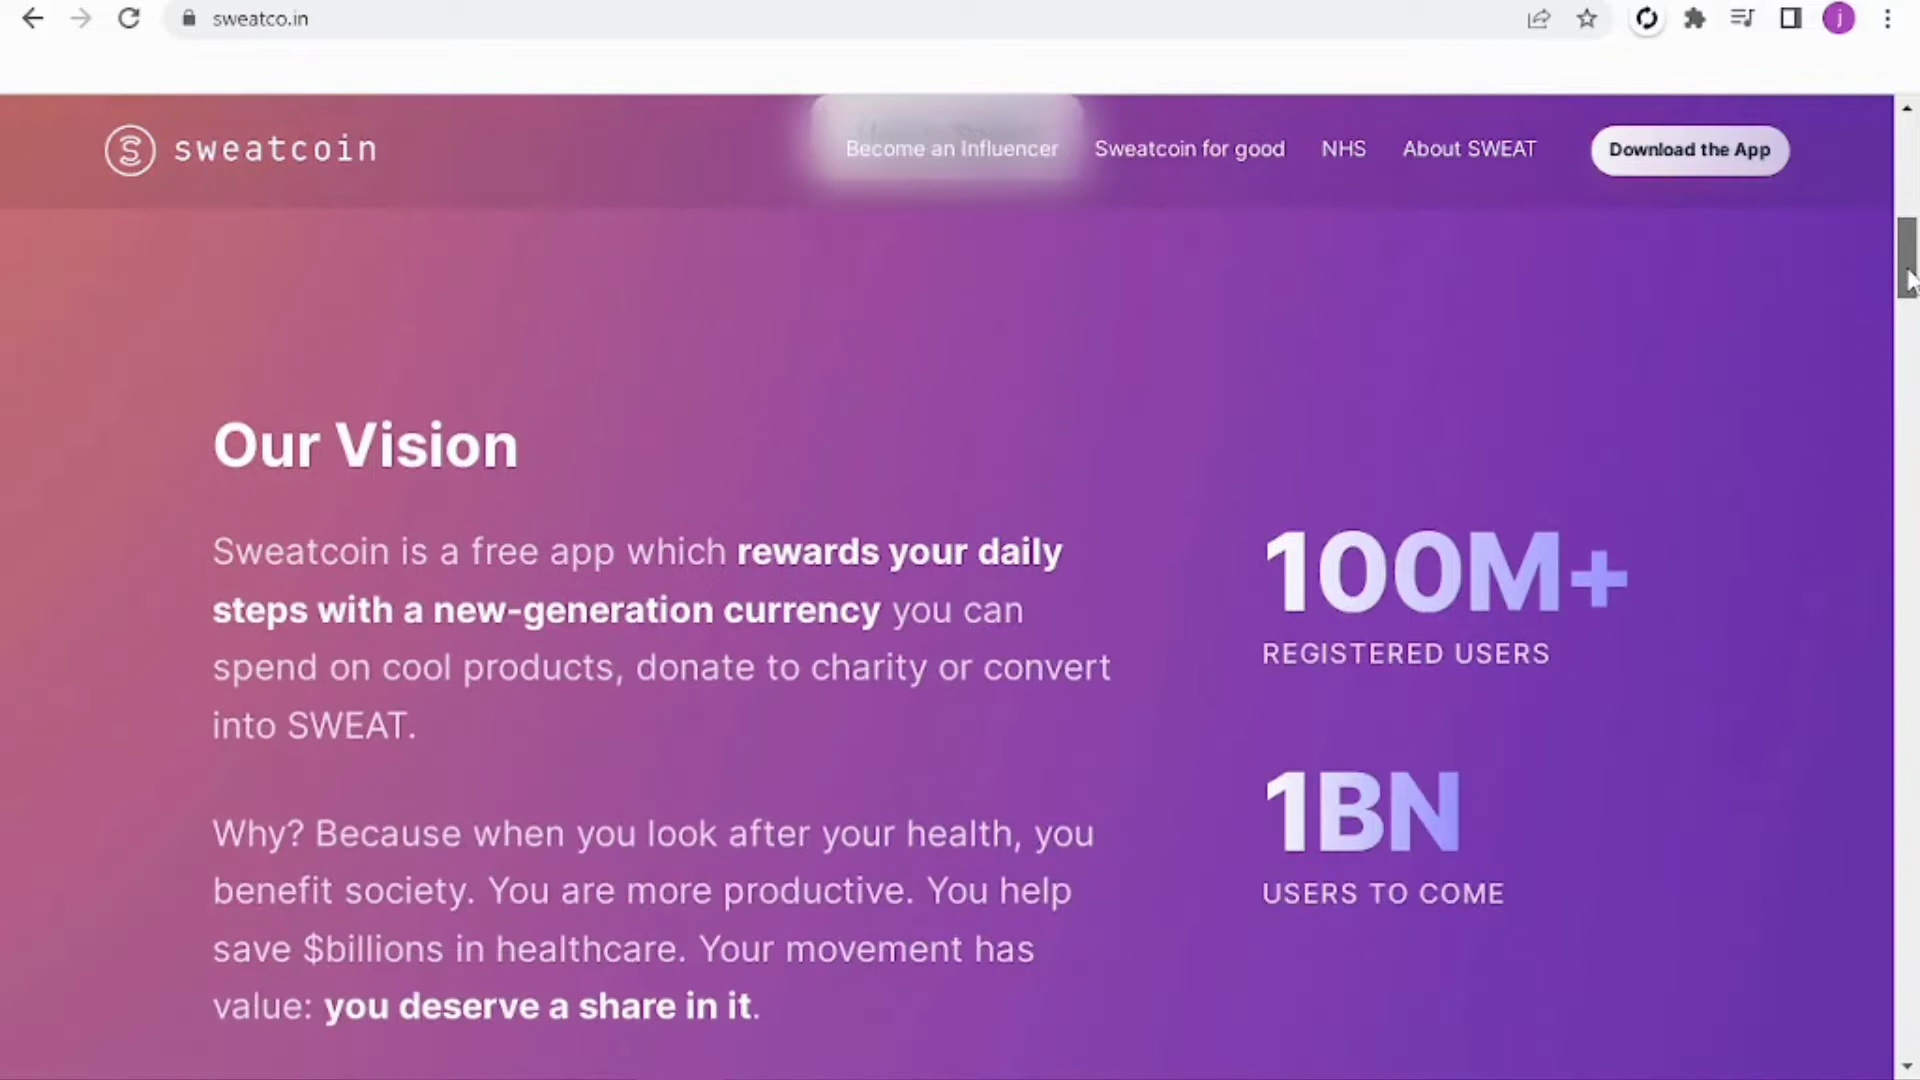 sweatco.in
j
sweatcoin
Become an Influencer
Sweatcoin for good
NHS
About SWEAT
Download the App
Our Vision
Sweatcoin is a free app which rewards your daily
steps with a new-generation currency you can
spend on cool products, donate to charity or convert
into SWEAT.
Why? Because when you look after your health, you
benefit society. You are more productive. You help
save $billions in healthcare. Your movement has
value: you deserve a share in it.
100M+
REGISTERED USERS
1BN
USERS TO COME